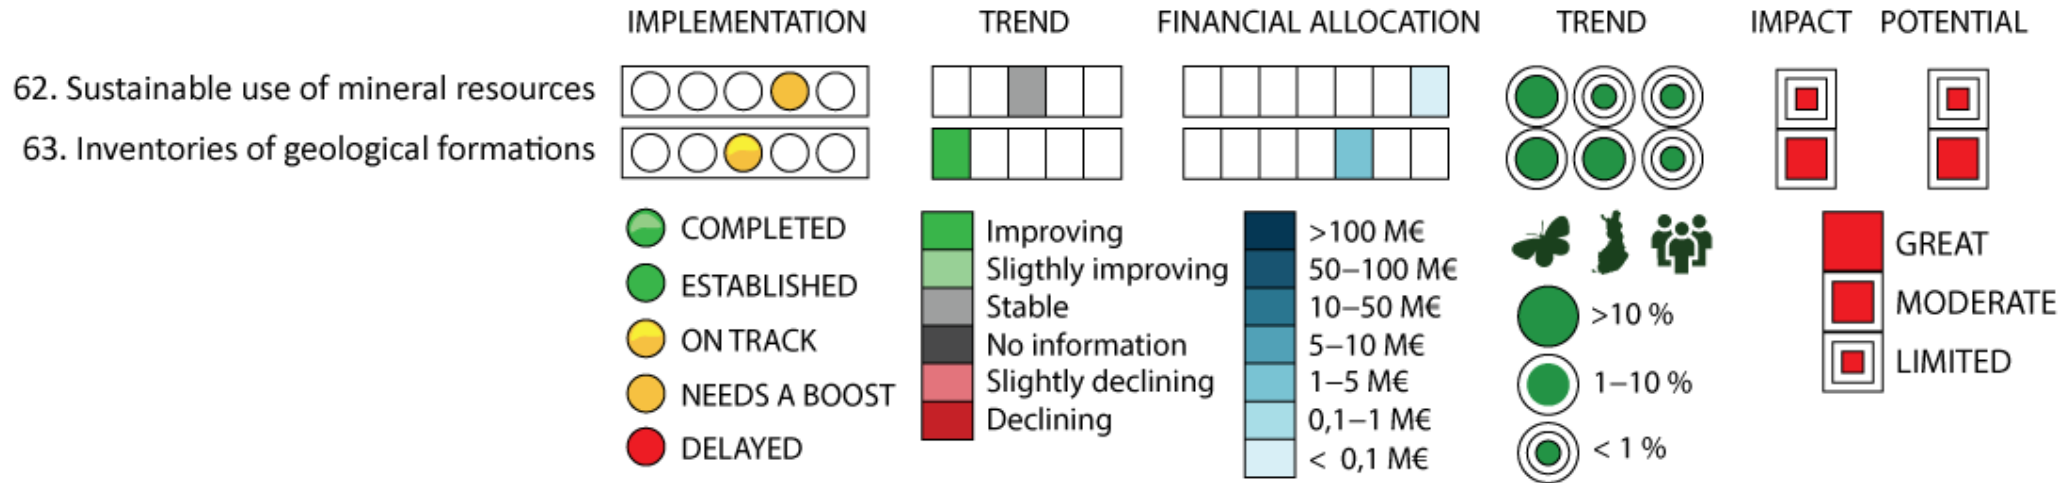 IMPLEMENTATION TREND FINANCIAL ALLOCATION TREND IMPACT POTENTIAL
62. Sustainable use of mineral resources
63. Inventories of geological formations
COMPLETED
ESTABLISHED
ON TRACK
NEEDS A BOOST
DELAYED
Improving
Sligthly improving
Stable
No information
Slightly declining
Declining
>100 M€
50–100 M€
10–50 M€
5–10 M€
1–5 M€
0,1–1 M€
< 0,1 M€
>10 %
1–10 %
< 1 %
GREAT
MODERATE
LIMITED